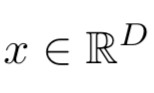 x ∈ ℝ^D